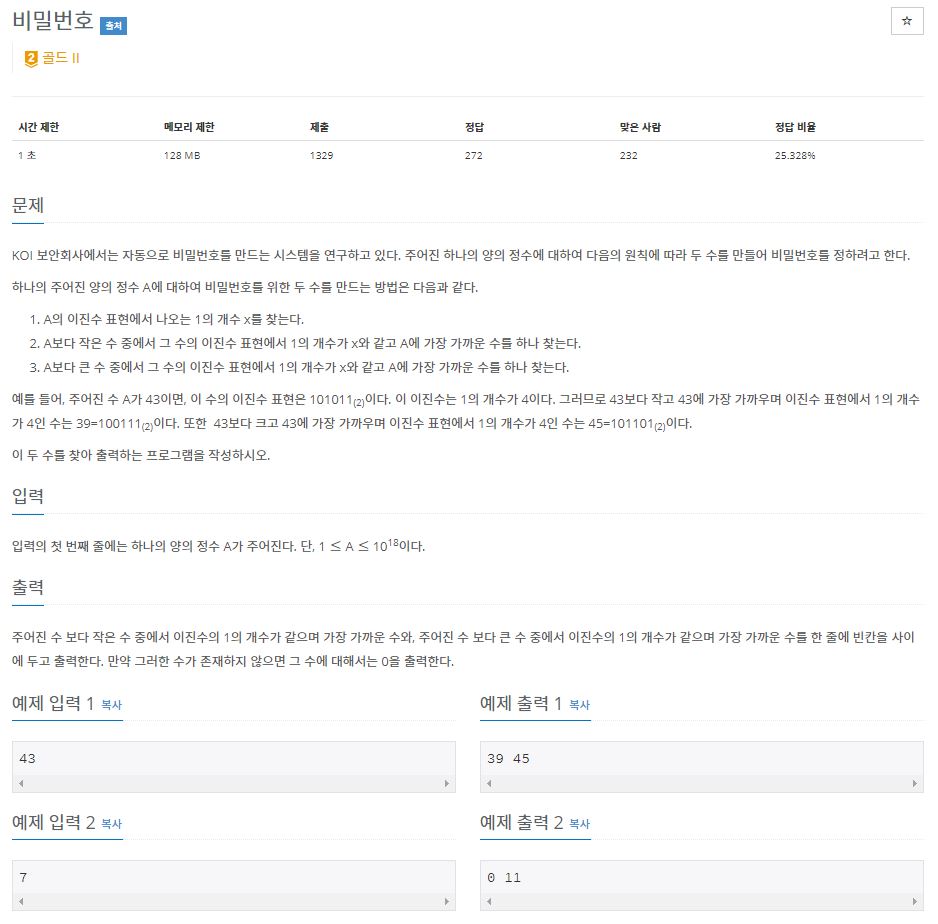 비밀번호 출처
☆
2 골드 II
시간 제한 메모리 제한 제출 정답 맞은 사람 정답 비율
1 초 128 MB 1329 272 232 25.328%
문제
KOI 보안회사에서는 자동으로 비밀번호를 만드는 시스템을 연구하고 있다. 주어진 하나의 양의 정수에 대하여 다음의 원칙에 따라 두 수를 만들어 비밀번호를 정하려고 한다.
하나의 주어진 양의 정수 A에 대하여 비밀번호를 위한 두 수를 만드는 방법은 다음과 같다.
1. A의 이진수 표현에서 나오는 1의 개수 x를 찾는다.
2. A보다 작은 수 중에서 그 수의 이진수 표현에서 1의 개수가 x와 같고 A에 가장 가까운 수를 하나 찾는다.
3. A보다 큰 수 중에서 그 수의 이진수 표현에서 1의 개수가 x와 같고 A에 가장 가까운 수를 하나 찾는다.
예를 들어, 주어진 수 A가 43이면, 이 수의 이진수 표현은 101011(2)이다. 이 이진수는 1의 개수가 4이다. 그러므로 43보다 작고 43에 가장 가까우며 이진수 표현에서 1의 개수
가 4인 수는 39=100111(2)이다. 또한 43보다 크고 43에 가장 가까우며 이진수 표현에서 1의 개수가 4인 수는 45=101101(2)이다.
이 두 수를 찾아 출력하는 프로그램을 작성하시오.
입력
입력의 첫 번째 줄에는 하나의 양의 정수 A가 주어진다. 단, 1 ≤ A ≤ 10^18이다.
출력
주어진 수 보다 작은 수 중에서 이진수의 1의 개수가 같으며 가장 가까운 수와, 주어진 수 보다 큰 수 중에서 이진수의 1의 개수가 같으며 가장 가까운 수를 한 줄에 빈칸을 사이
에 두고 출력한다. 만약 그러한 수가 존재하지 않으면 그 수에 대해서는 0을 출력한다.
예제 입력 1 복사
43
예제 출력 1 복사
39 45
예제 입력 2 복사
7
예제 출력 2 복사
0 11